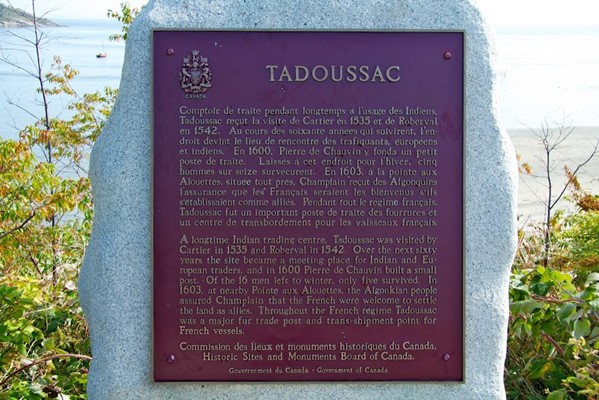 CANADA
TADOUSSAC
Comptoir de traite pendant longtemps à l'usage des Indiens,
Tadoussac reçut la visite de Cartier en 1535 et de Roberval
en 1542. Au cours des soixante années qui suivirent, l'en-
droit devint le lieu de rencontre des trafiquants, européens
et indiens. En 1600, Pierre de Chauvin y fonda un petit
poste de traite. Laissés à cet endroit pour l'hiver, cinq
hommes sur seize survécurent. En 1603, à la pointe aux
Alouettes, située tout près, Champlain reçut des Algonquins
l'assurance que les Français seraient les bienvenus s'ils
s'établissaient comme alliés. Pendant tout le régime français,
Tadoussac fut un important poste de traite des fourrures et
un centre de transbordement pour les vaisseaux français.
A longtime Indian trading centre, Tadoussac was visited by
Cartier in 1535 and Roberval in 1542. Over the next sixty
years the site became a meeting place for Indian and Eu-
ropean traders, and in 1600 Pierre de Chauvin built a small
post. Of the 16 men left to winter, only five survived. In
1603, at nearby Pointe aux Alouettes, the Algonkian people
assured Champlain that the French were welcome to settle
the land as allies. Throughout the French regime Tadoussac
was a major fur trade post and trans-shipment point for
French vessels.
Commission des lieux et monuments historiques du Canada.
Historic Sites and Monuments Board of Canada.
Gouvernement du Canada - Government of Canada